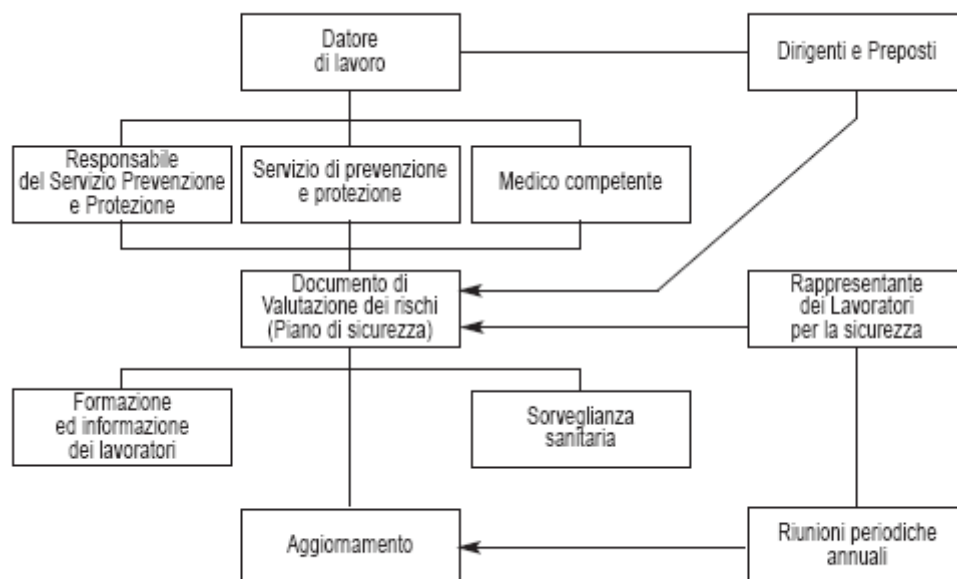 Datore
di lavoro
Dirigenti e Preposti
Responsabile
del Servizio Prevenzione
e Protezione
Servizio di prevenzione
e protezione
Medico competente
Documento di
Valutazione dei rischi
(Piano di sicurezza)
Rappresentante
dei Lavoratori
per la sicurezza
Formazione
ed informazione
dei lavoratori
Sorveglianza
sanitaria
Aggiornamento
Riunioni periodiche
annuali